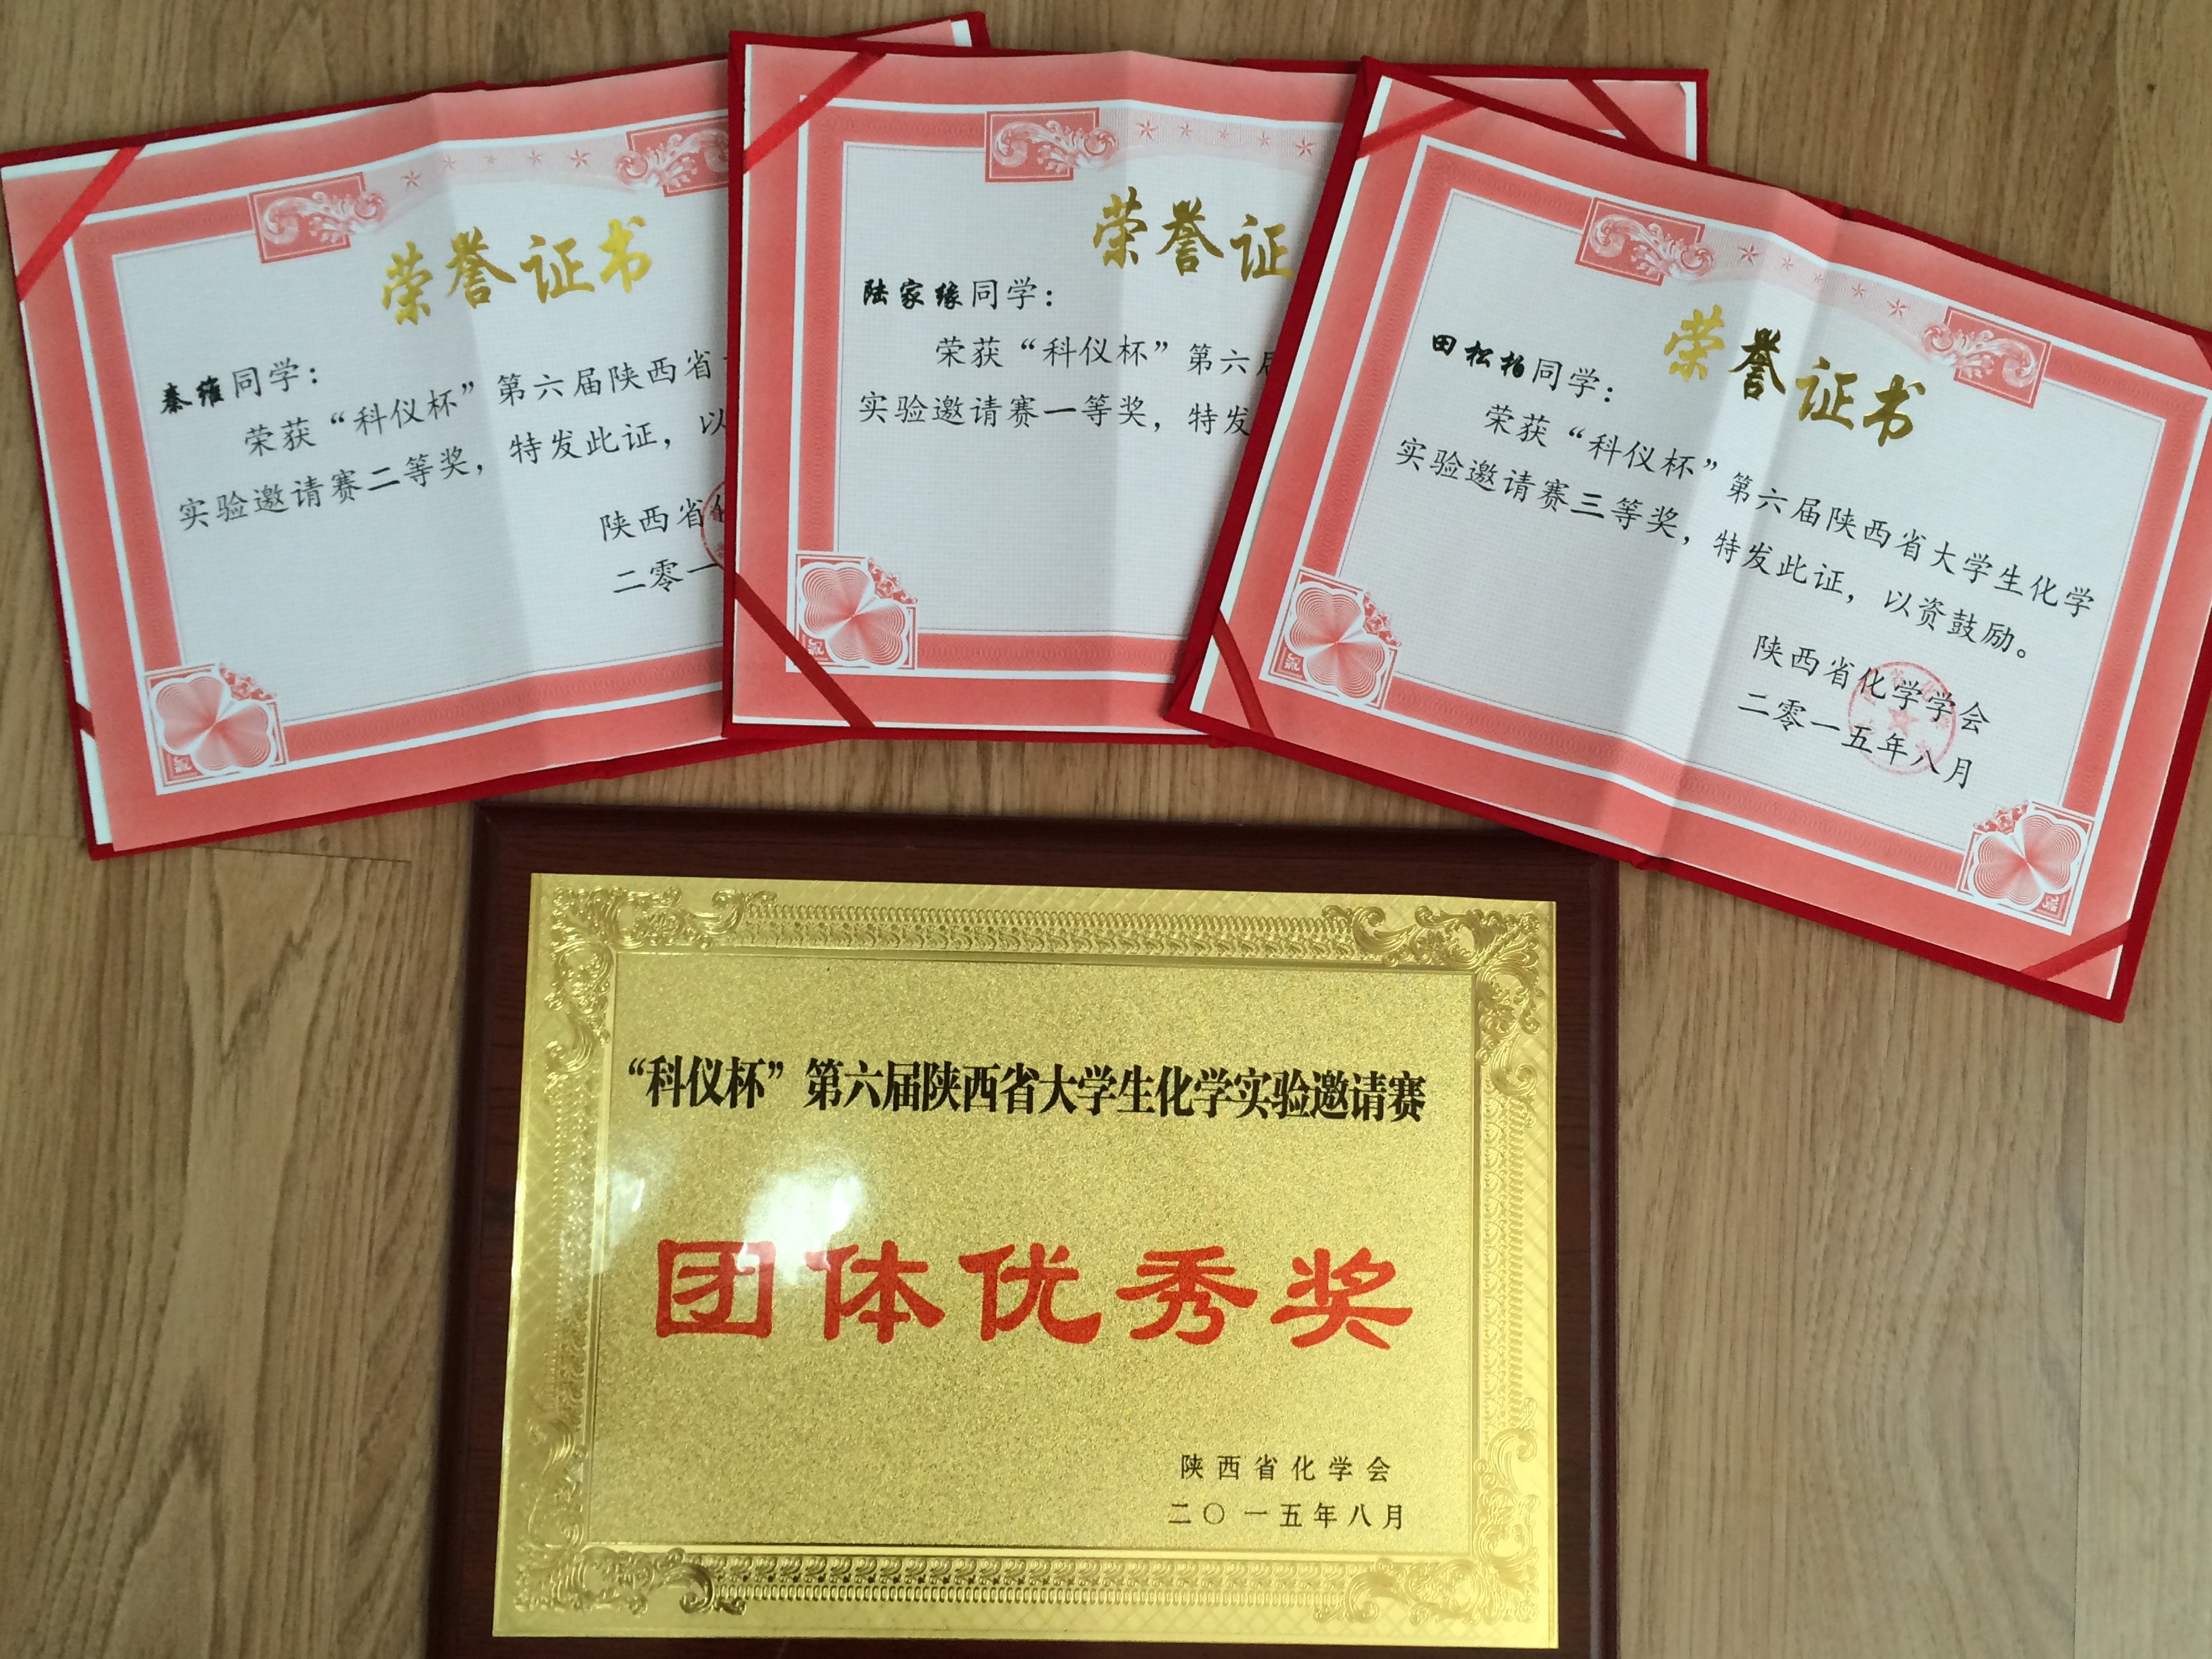 荣誉证书
秦雍同学：
荣获“科仪杯”第六届陕西省
实验邀请赛二等奖，特发此证，以
陕西省化
二零一
荣誉证
陆家缘同学：
荣获“科仪杯”第六届
实验邀请赛一等奖，特发
荣誉证书
田松柏同学：
荣获“科仪杯”第六届陕西省大学生化学
实验邀请赛三等奖，特发此证，以资鼓励。
陕西省化学学会
二零一五年八月
“科仪杯”第六届陕西省大学生化学实验邀请赛
团体优秀奖
陕西省化学会
二〇一五年八月